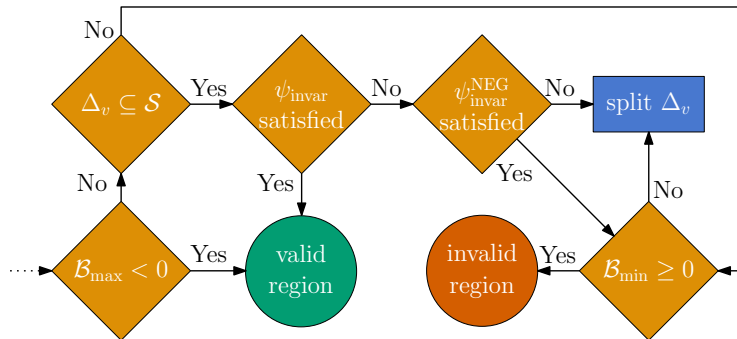 No
Δ_v ⊆ 𝒮
Yes
ψ_invar
satisfied
No
ψ_invar^NEG
satisfied
No
split Δ_v
No
Yes
Yes
No
ℬ_max < 0
Yes
valid
region
invalid
region
Yes
ℬ_min ≥ 0